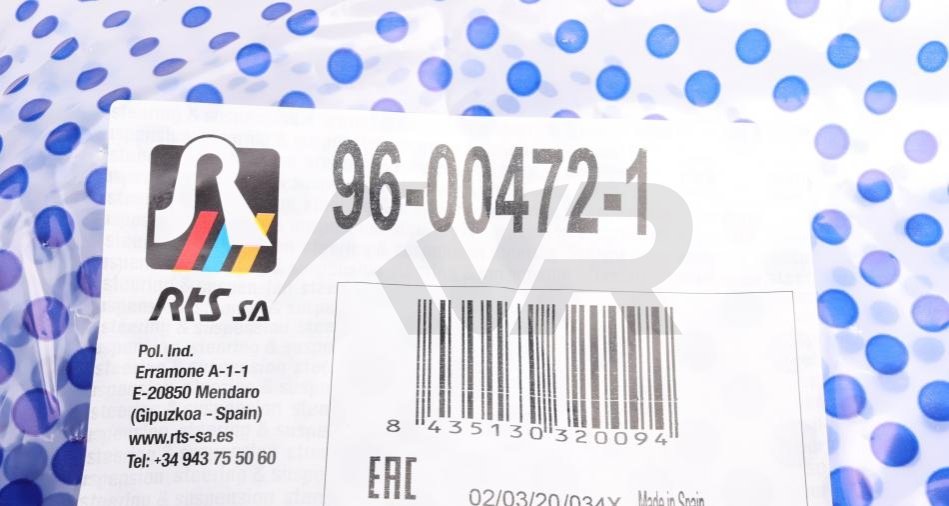 96-00472-1
RTS SA
Pol. Ind.
Erramone A-1-1
E-20850 Mendaro
(Gipuzkoa - Spain)
www.rts-sa.es
Tel: +34 943 75 50 60
8 435130 320094
EAC
02/03/20/034X Made in Spain